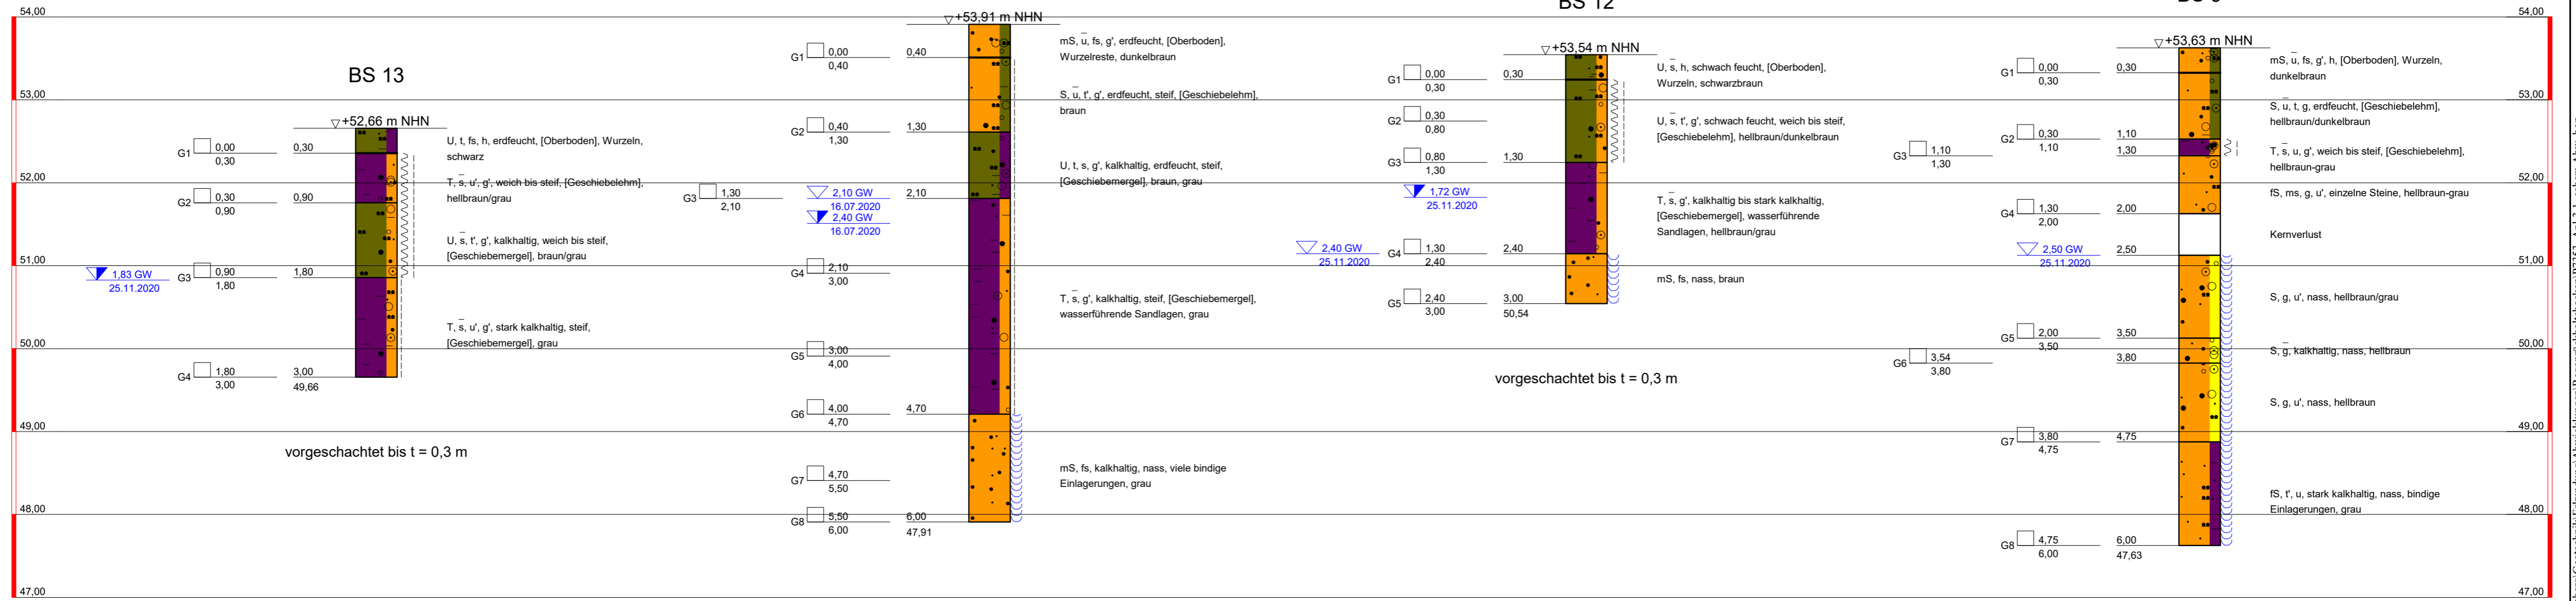 54,00
53,00
52,00
51,00
50,00
49,00
48,00
47,00
BS 13
+52,66 m NHN
G1 0,00 0,30
0,30
G2 0,30 0,90
0,90
1,83 GW
25.11.2020
G3 0,90 1,80
1,80
G4 1,80 3,00
3,00 49,66
U, t, fs, h, erdfeucht, [Oberboden], Wurzeln,
schwarz
T, s̅, u', g', weich bis steif, [Geschiebelehm],
hellbraun/grau
U, s̅, t', g', kalkhaltig, weich bis steif,
[Geschiebemergel], braun/grau
T, s̅, u', g', stark kalkhaltig, steif,
[Geschiebemergel], grau
vorgeschachtet bis t = 0,3 m
+53,91 m NHN
G1 0,00 0,40
0,40
G2 0,40 1,30
1,30
G3 1,30 2,10
2,10
2,10 GW
16.07.2020
2,40 GW
16.07.2020
G4 2,10
3,00
G5 3,00
4,00
G6 4,00 4,70
4,70
G7 4,70
5,50
G8 5,50 6,00
6,00 47,91
mS, u̅, fs, g', erdfeucht, [Oberboden],
Wurzelreste, dunkelbraun
S, u̅, t', g', erdfeucht, steif, [Geschiebelehm],
braun
U, t, s, g', kalkhaltig, erdfeucht, steif,
[Geschiebemergel], braun, grau
T, s̅, g', kalkhaltig, steif, [Geschiebemergel],
wasserführende Sandlagen, grau
mS, fs, kalkhaltig, nass, viele bindige
Einlagerungen, grau
BS 12
+53,54 m NHN
G1 0,00 0,30
0,30
G2 0,30
0,80
G3 0,80 1,30
1,30
1,72 GW
25.11.2020
2,40 GW
25.11.2020
G4 1,30 2,40
2,40
G5 2,40 3,00
3,00 50,54
U, s̅, h, schwach feucht, [Oberboden],
Wurzeln, schwarzbraun
U, s̅, t', g', schwach feucht, weich bis steif,
[Geschiebelehm], hellbraun/dunkelbraun
T, s̅, g', kalkhaltig bis stark kalkhaltig,
[Geschiebemergel], wasserführende
Sandlagen, hellbraun/grau
mS, fs, nass, braun
vorgeschachtet bis t = 0,3 m
+53,63 m NHN
G1 0,00 0,30
0,30
G2 0,30 1,10
1,10
G3 1,10 1,30
1,30
G4 1,30 2,00
2,00
2,50 GW 2,50
25.11.2020
G5 2,00 3,50
3,50
G6 3,54 3,80
3,80
G7 3,80 4,75
4,75
G8 4,75 6,00
6,00 47,63
mS, u̅, fs, g', h, [Oberboden], Wurzeln,
dunkelbraun
S, u̅, t, g, erdfeucht, [Geschiebelehm],
hellbraun/dunkelbraun
T, s̅, u, g', weich bis steif, [Geschiebelehm],
hellbraun-grau
fS, ms, g, u', einzelne Steine, hellbraun-grau
Kernverlust
S, g, u', nass, hellbraun/grau
S, g̅, kalkhaltig, nass, hellbraun
S, g, u', nass, hellbraun
fS, t', u, stark kalkhaltig, nass, bindige
Einlagerungen, grau
54,00
53,00
52,00
51,00
50,00
49,00
48,00
47,00